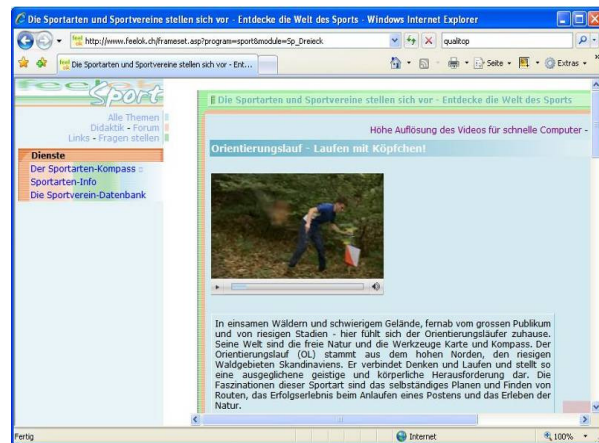 Die Sportarten und Sportvereine stellen sich vor - Entdecke die Welt des Sports - Windows Internet Explorer
http://www.feelok.ch/frameset.asp?program=sport&module=Sp_Dreieck
qualitop
Die Sportarten und Sportvereine stellen sich vor - Ent...
Seite
Extras
feelok
Sport
Alle Themen
Didaktik - Forum
Links - Fragen stellen
Dienste
Der Sportarten-Kompass ::
Sportarten-Info
Die Sportverein-Datenbank
Die Sportarten und Sportvereine stellen sich vor - Entdecke die Welt des Sports
Höhe Auflösung des Videos für schnelle Computer -
Orientierungslauf - Laufen mit Köpfchen!
In einsamen Wäldern und schwierigem Gelände, fernab vom grossen Publikum
und von riesigen Stadien - hier fühlt sich der Orientierungsläufer zuhause.
Seine Welt sind die freie Natur und die Werkzeuge Karte und Kompass. Der
Orientierungslauf (OL) stammt aus dem hohen Norden, den riesigen
Waldgebieten Skandinaviens. Er verbindet Denken und Laufen und stellt so
eine ausgeglichene geistige und körperliche Herausforderung dar. Die
Faszinationen dieser Sportart sind das selbständiges Planen und Finden von
Routen, das Erfolgserlebnis beim Anlaufen eines Postens und das Erleben der
Natur.
Fertig
Internet
100%